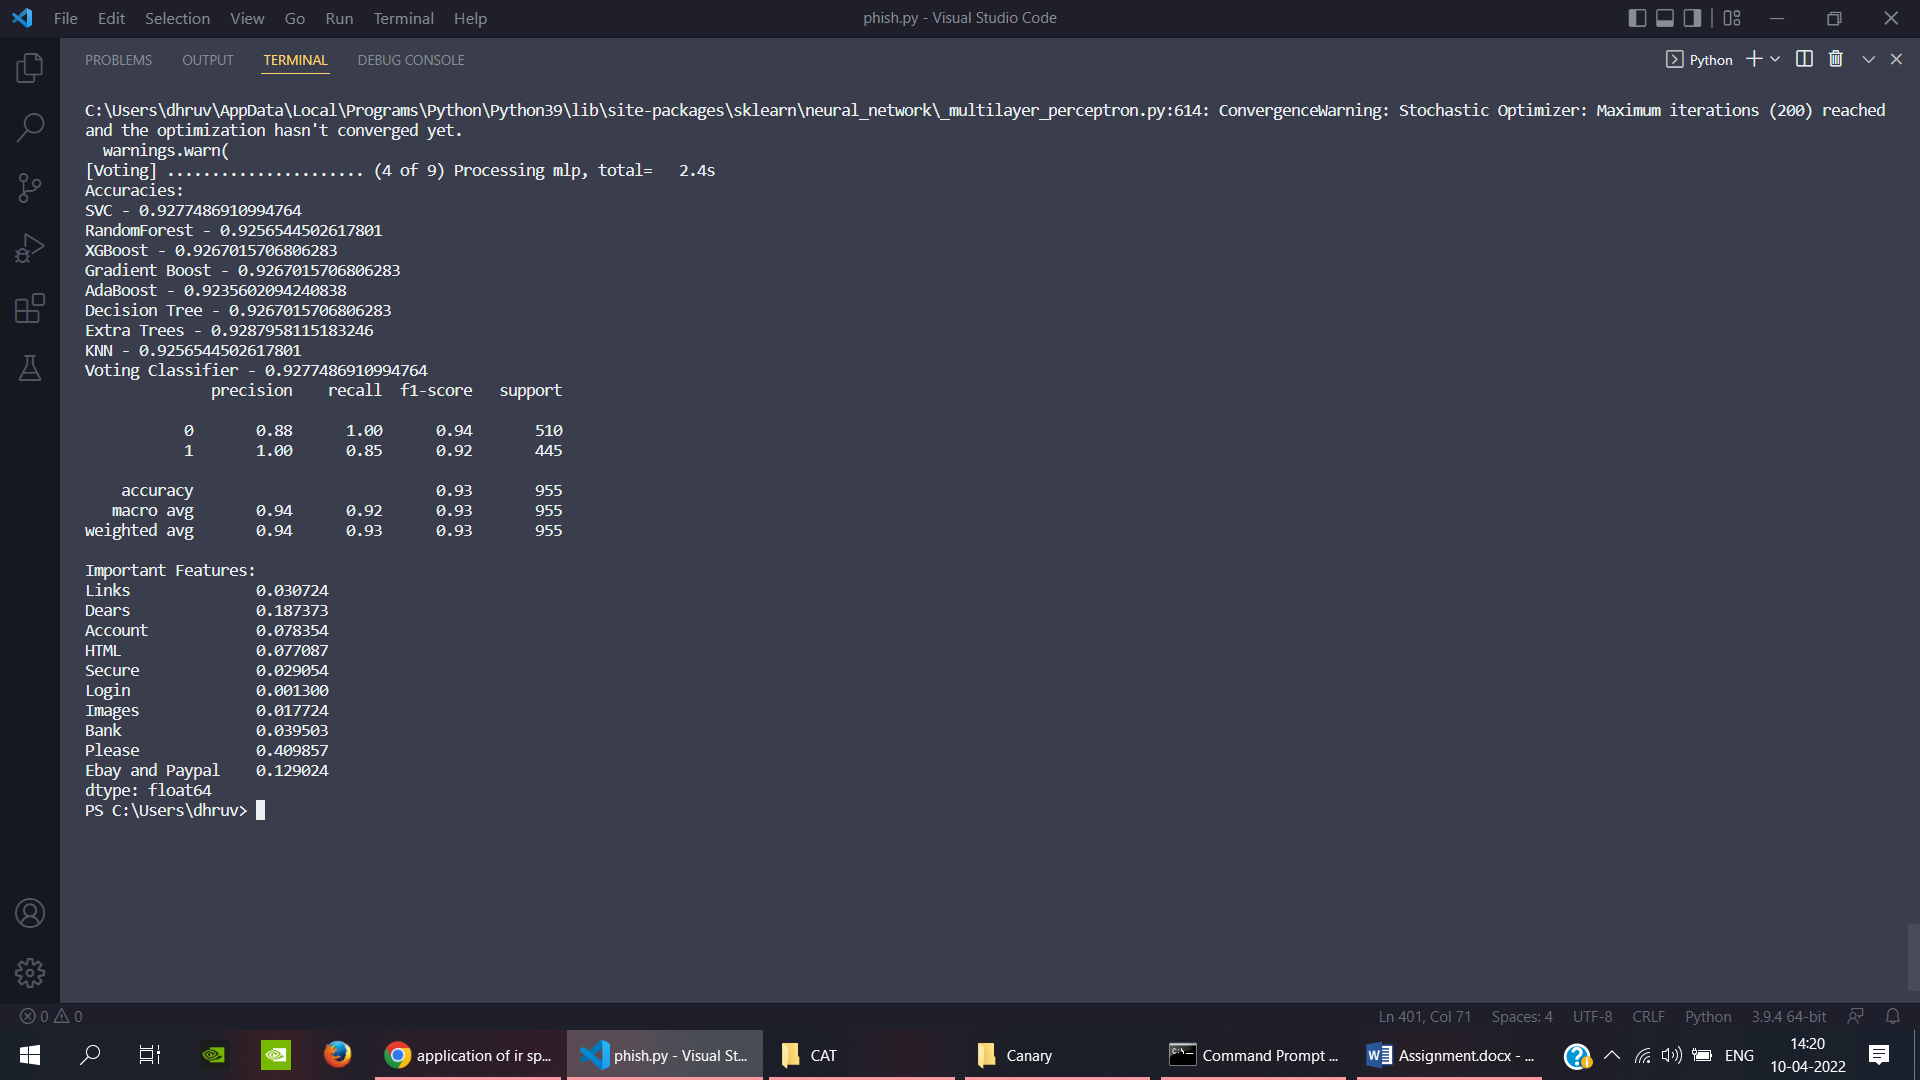 File Edit Selection View Go Run Terminal Help phish.py - Visual Studio Code
PROBLEMS OUTPUT TERMINAL DEBUG CONSOLE Python
C:\Users\dhruv\AppData\Local\Programs\Python\Python39\lib\site-packages\sklearn\neural_network\_multilayer_perceptron.py:614: ConvergenceWarning: Stochastic Optimizer: Maximum iterations (200) reached
and the optimization hasn't converged yet.
warnings.warn(
[Voting] ...................... (4 of 9) Processing mlp, total=   2.4s
Accuracies:
SVC - 0.9277486910994764
RandomForest - 0.9256544502617801
XGBoost - 0.9267015706806283
Gradient Boost - 0.9267015706806283
AdaBoost - 0.9235602094240838
Decision Tree - 0.9267015706806283
Extra Trees - 0.9287958115183246
KNN - 0.9256544502617801
Voting Classifier - 0.9277486910994764
precision recall f1-score support
0 0.88 1.00 0.94 510
1 1.00 0.85 0.92 445
accuracy 0.93 955
macro avg 0.94 0.92 0.93 955
weighted avg 0.94 0.93 0.93 955
Important Features:
Links 0.030724
Dears 0.187373
Account 0.078354
HTML 0.077087
Secure 0.029054
Login 0.001300
Images 0.017724
Bank 0.039503
Please 0.409857
Ebay and Paypal 0.129024
dtype: float64
PS C:\Users\dhruv>
0 0 Ln 401, Col 71 Spaces: 4 UTF-8 CRLF Python 3.9.4 64-bit
application of ir sp... phish.py - Visual St... CAT Canary Command Prompt ... Assignment.docx - ... ENG 14:20
10-04-2022